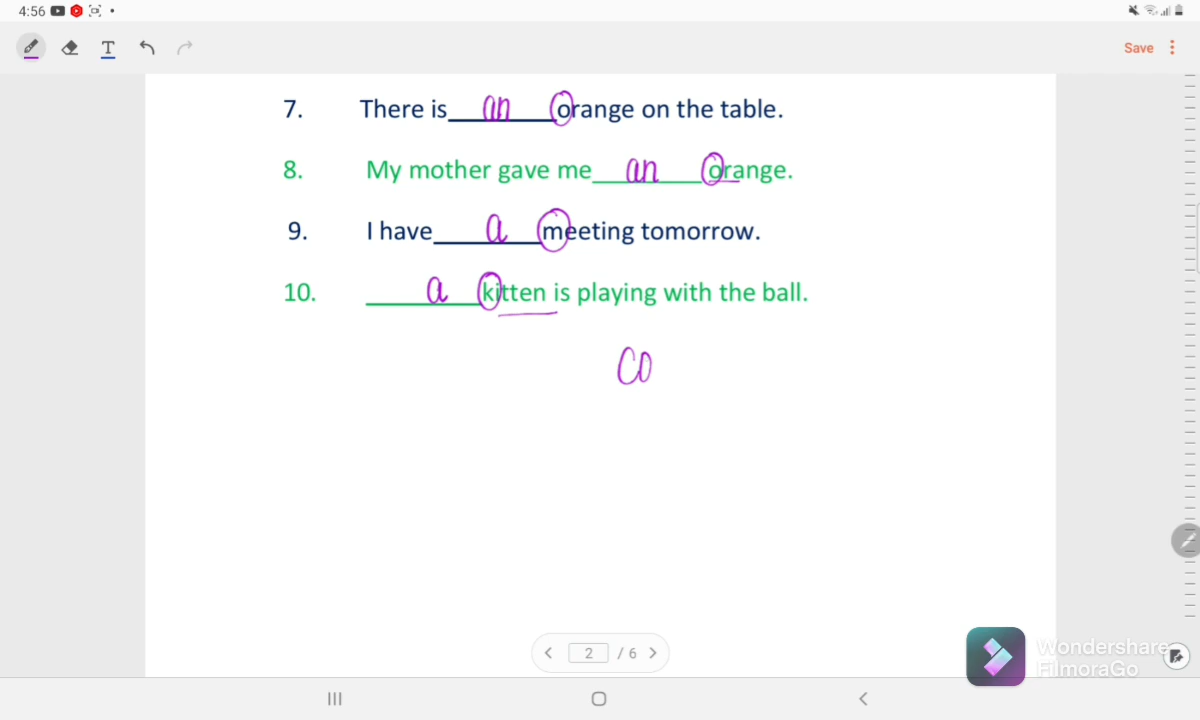 4:56
T Save
7. There is an orange on the table.
8. My mother gave me an orange.
9. I have a meeting tomorrow.
10. a kitten is playing with the ball.
co
2 / 6
Wondershare
FilmoraGo